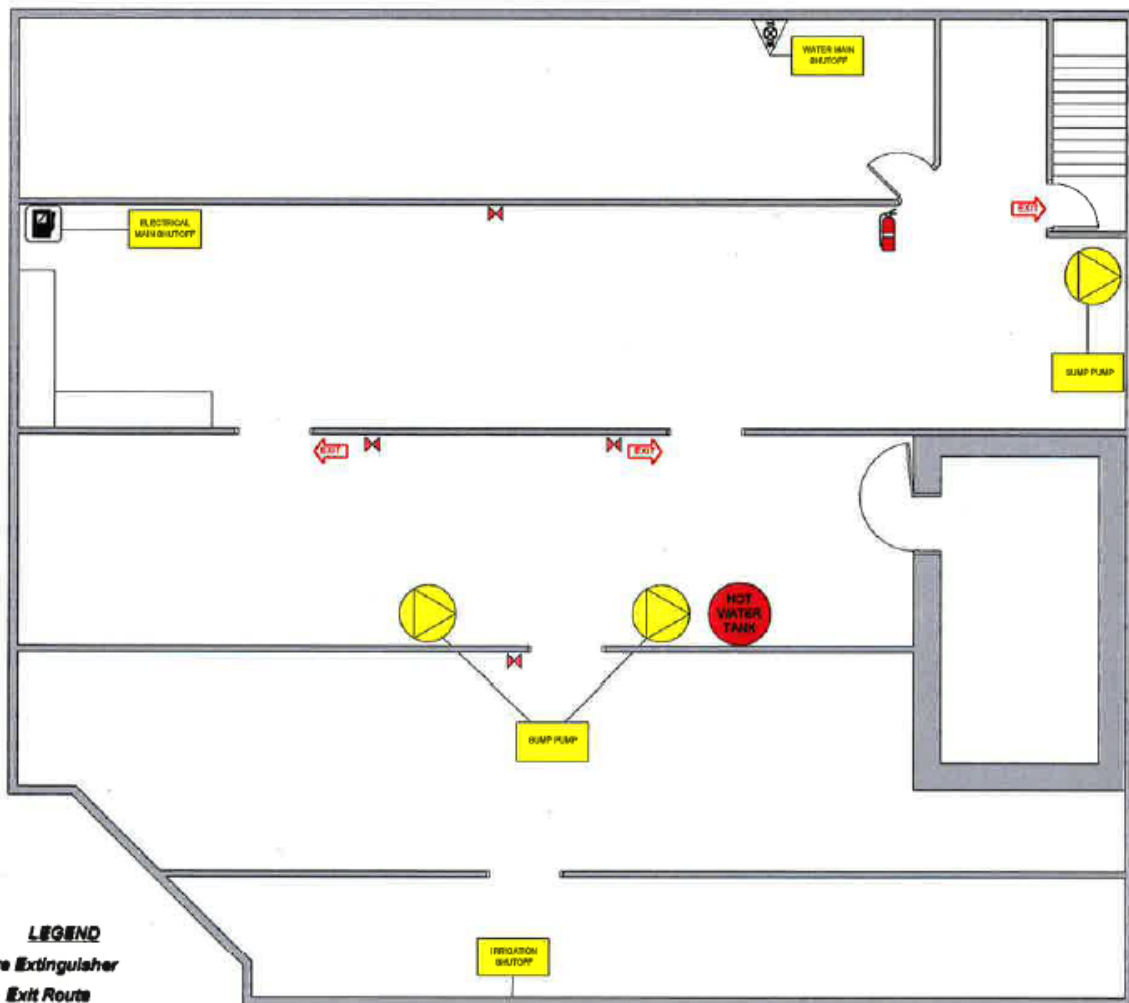 WATER MAIN
SHUTOFF
ELECTRICAL
MAIN SHUTOFF
EXIT
SUMP PUMP
EXIT
EXIT
HOT
WATER
TANK
SUMP PUMP
IRRIGATION
SHUTOFF
LEGEND
e Extinguisher
Exit Route